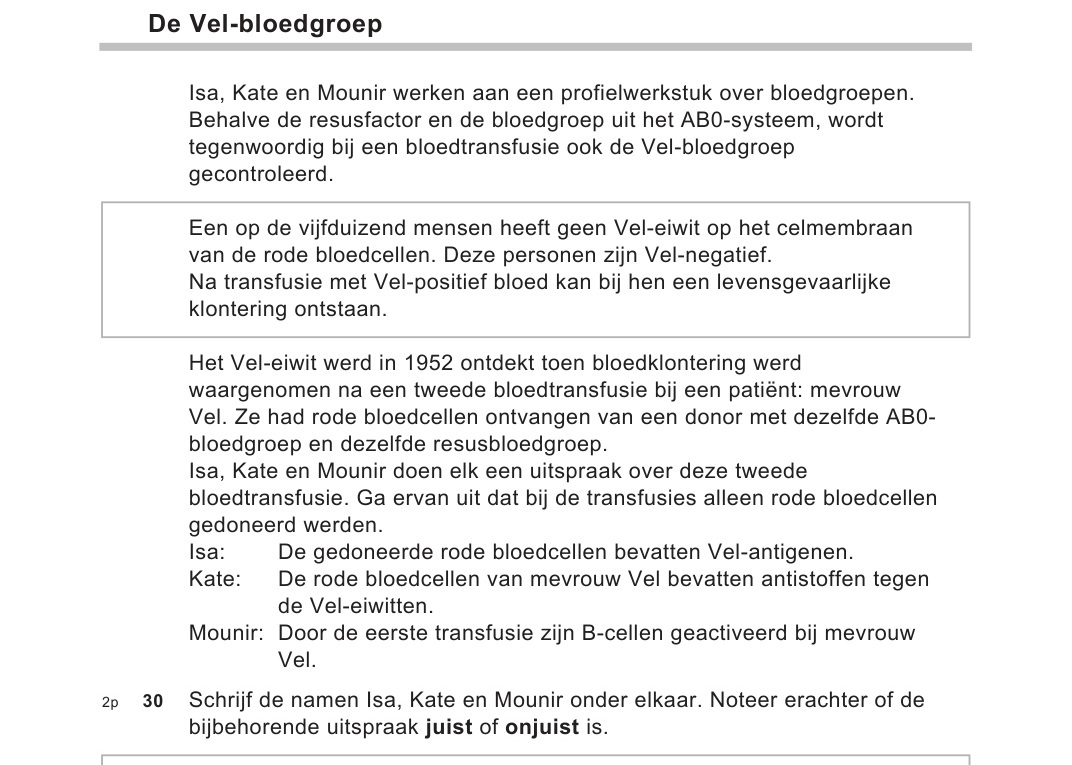 De Vel-bloedgroep
Isa, Kate en Mounir werken aan een profielwerkstuk over bloedgroepen.
Behalve de resusfactor en de bloedgroep uit het AB0-systeem, wordt
tegenwoordig bij een bloedtransfusie ook de Vel-bloedgroep
gecontroleerd.
Een op de vijfduizend mensen heeft geen Vel-eiwit op het celmembraan
van de rode bloedcellen. Deze personen zijn Vel-negatief.
Na transfusie met Vel-positief bloed kan bij hen een levensgevaarlijke
klontering ontstaan.
Het Vel-eiwit werd in 1952 ontdekt toen bloedklontering werd
waargenomen na een tweede bloedtransfusie bij een patiënt: mevrouw
Vel. Ze had rode bloedcellen ontvangen van een donor met dezelfde AB0-
bloedgroep en dezelfde resusbloedgroep.
Isa, Kate en Mounir doen elk een uitspraak over deze tweede
bloedtransfusie. Ga ervan uit dat bij de transfusies alleen rode bloedcellen
gedoneerd werden.
Isa: De gedoneerde rode bloedcellen bevatten Vel-antigenen.
Kate: De rode bloedcellen van mevrouw Vel bevatten antistoffen tegen
de Vel-eiwitten.
Mounir: Door de eerste transfusie zijn B-cellen geactiveerd bij mevrouw
Vel.
2p 30 Schrijf de namen Isa, Kate en Mounir onder elkaar. Noteer erachter of de
bijbehorende uitspraak juist of onjuist is.